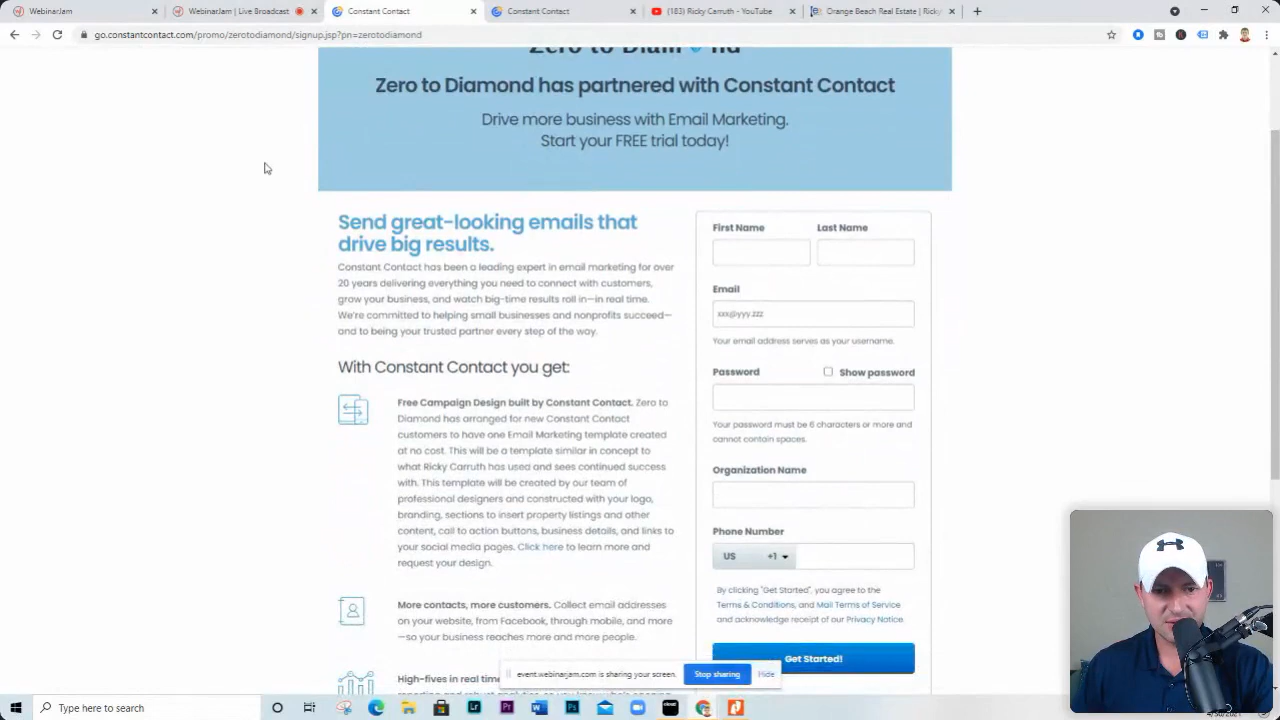 WebinarJam
WebinarJam | Live Broadcast
Constant Contact
Constant Contact
(183) Ricky Carruth - YouTube
Orange Beach Real Estate | Ricky
go.constantcontact.com/promo/zerotodiamond/signup.jsp?pn=zerotodiamond
Zero to Diam nd
Zero to Diamond has partnered with Constant Contact
Drive more business with Email Marketing.
Start your FREE trial today!
Send great-looking emails that
drive big results.
Constant Contact has been a leading expert in email marketing for over
20 years delivering everything you need to connect with customers,
grow your business, and watch big-time results roll in—in real time.
We're committed to helping small businesses and nonprofits succeed—
and to being your trusted partner every step of the way.
With Constant Contact you get:
Free Campaign Design built by Constant Contact. Zero to
Diamond has arranged for new Constant Contact
customers to have one Email Marketing template created
at no cost. This will be a template similar in concept to
what Ricky Carruth has used and sees continued success
with. This template will be created by our team of
professional designers and constructed with your logo,
branding, sections to insert property listings and other
content, call to action buttons, business details, and links to
your social media pages. Click here to learn more and
request your design.
More contacts, more customers. Collect email addresses
on your website, from Facebook, through mobile, and more
—so your business reaches more and more people.
High-fives in real time
First Name
Last Name
Email
xxx@yyy.zzz
Your email address serves as your username.
Password
Show password
Your password must be 6 characters or more and
cannot contain spaces.
Organization Name
Phone Number
US +1
By clicking "Get Started", you agree to the
Terms & Conditions, and Mail Terms of Service
and acknowledge receipt of our Privacy Notice.
Get Started!
event.webinarjam.com is sharing your screen.
Stop sharing
Hide
Type here to search